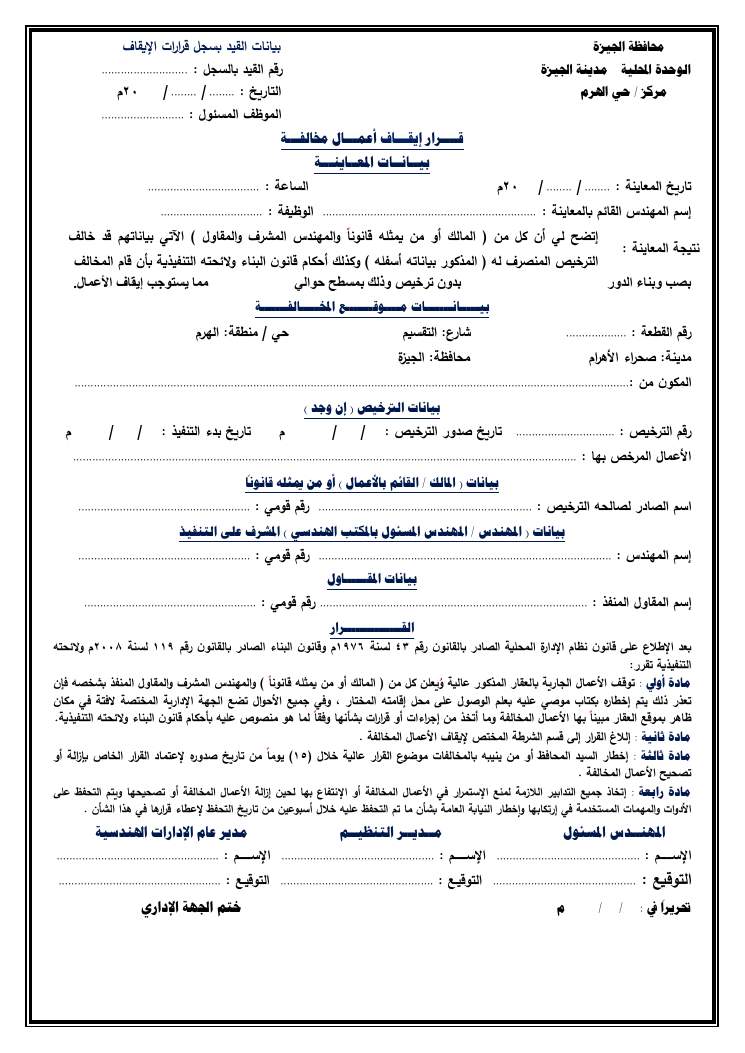 محافظة الجيزة
الوحدة المحلية مدينة الجيزة
مركز / حي الهرم
بيانات القيد بسجل قرارات الإيقاف
رقم القيد بالسجل : ...........................
التاريخ : ........ / ........ / ٢٠م
الموظف المسئول : ..........................
قــــرار إيقــاف أعمــــال مخالفــــة
بيــانــات المعــاينــــة
تاريخ المعاينة : ........ / ........ / ٢٠م الساعة : ...................................
إسم المهندس القائم بالمعاينة : ................................................................... الوظيفة : ................................
نتيجة المعاينة : إتضح لي أن كل من ( المالك أو من يمثله قانوناً والمهندس المشرف والمقاول ) الآتي بياناتهم قد خالف
الترخيص المنصرف له ( المذكور بياناته أسفله ) وكذلك أحكام قانون البناء ولائحته التنفيذية بأن قام المخالف
بصب وبناء الدور بدون ترخيص وذلك بمسطح حوالي مما يستوجب إيقاف الأعمال.
بيـــــانـــــــات مـــوقـــــــع المخـــــالفـــــــة
رقم القطعة : ................... شارع: التقسيم حي / منطقة: الهرم
مدينة: صحراء الأهرام محافظة: الجيزة
المكون من : ...............................................................................................................
بيانات الترخيص ( إن وجد )
رقم الترخيص : ............................... تاريخ صدور الترخيص : / / م تاريخ بدء التنفيذ : / / م
الأعمال المرخص بها : ...............................................................................................................
بيانات ( المالك / القائم بالأعمال ) أو من يمثله قانوناً
اسم الصادر لصالحه الترخيص : ................................................................... رقم قومي : ......................................................
بيانات ( المهندس / المهندس المسئول بالمكتب الهندسي ) المشرف على التنفيذ
إسم المهندس : ................................................................... رقم قومي : ......................................................
بيانات المقـــــاول
إسم المقاول المنفذ : ................................................................... رقم قومي : ......................................................
القــــــــــــــرار
بعد الإطلاع على قانون نظام الإدارة المحلية الصادر بالقانون رقم ٤٣ لسنة ١٩٧٦م وقانون البناء الصادر بالقانون رقم ١١٩ لسنة ٢٠٠٨م ولائحته
التنفيذية تقرر:
مادة أولي : توقف الأعمال الجارية بالعقار المذكور عالية ويُعلن كل من ( المالك أو من يمثله قانوناً ) والمهندس المشرف والمقاول المنفذ بشخصه فإن
تعذر ذلك يتم إخطاره بكتاب موصي عليه بعلم الوصول على محل إقامته المختار ، وفي جميع الأحوال تضع الجهة الإدارية المختصة لافتة في مكان
ظاهر بموقع العقار مبيناً بها الأعمال المخالفة وما أتخذ من إجراءات أو قرارات بشأنها وفقاً لما هو منصوص عليه بأحكام قانون البناء ولائحته التنفيذية.
مادة ثانية : إبلاغ القرار إلى قسم الشرطة المختص لإيقاف الأعمال المخالفة .
مادة ثالثة : إخطار السيد المحافظ أو من ينيبه بالمخالفات موضوع القرار عالية خلال (١٥) يوماً من تاريخ صدوره لإعتماد القرار الخاص بإزالة أو
تصحيح الأعمال المخالفة .
مادة رابعة : إتخاذ جميع التدابير اللازمة لمنع الإستمرار في الأعمال المخالفة أو الإنتفاع بها لحين إزالة الأعمال المخالفة أو تصحيحها ويتم التحفظ على
الأدوات والمهمات المستخدمة في إرتكابها وإخطار النيابة العامة بشأن ما تم التحفظ عليه خلال أسبوعين من تاريخ التحفظ لإعطاء قرارها في هذا الشأن .
المهنــدس المسئول مــديــر التنظيــم مدير عام الإدارات الهندسية
الإســـم : ............................................. الإســـم : ................................................ الإســـم : ...................................................
التوقيع : ............................................. التوقيع : ................................................ التوقيع : ...................................................
تحريراً في : / / م ختم الجهة الإداري